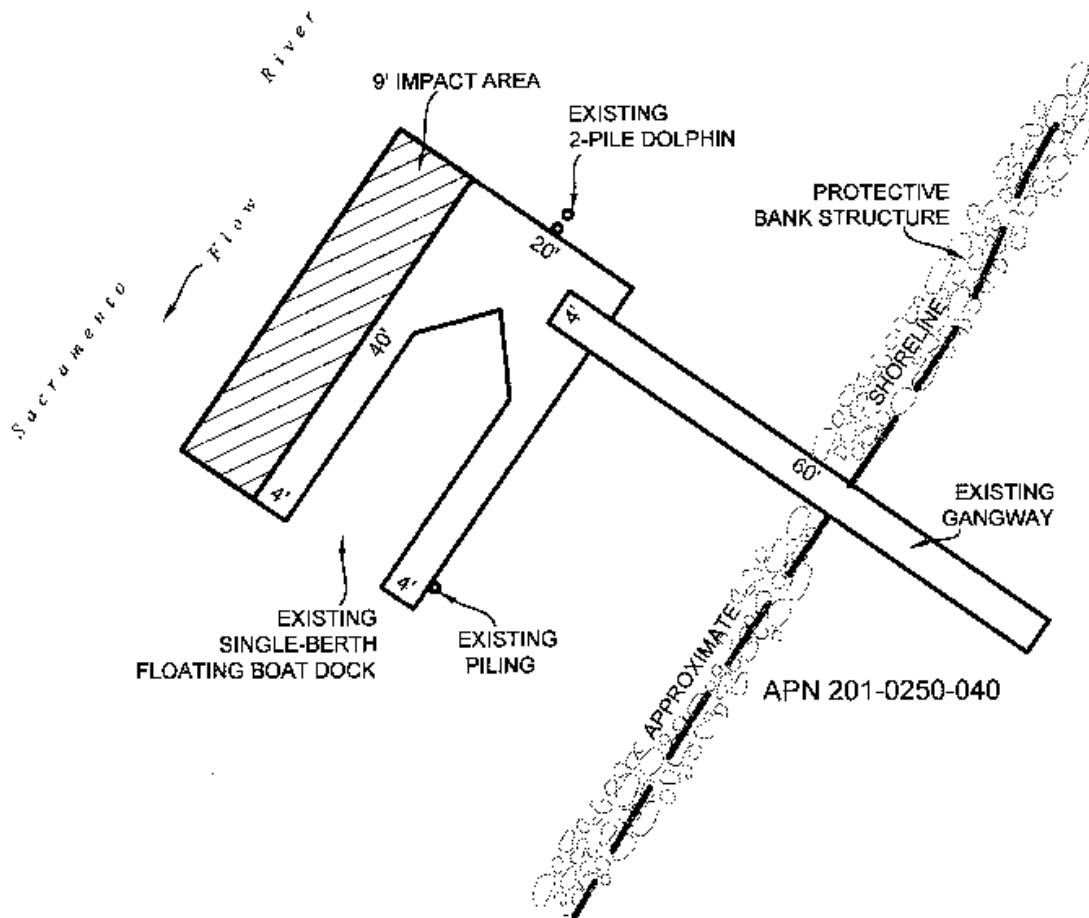 River
9' IMPACT AREA
EXISTING
2-PILE DOLPHIN
PROTECTIVE
BANK STRUCTURE
Flow
Sacramento
20'
4'
40'
SHORELINE
60'
EXISTING
GANGWAY
4'
4'
EXISTING
SINGLE-BERTH
FLOATING BOAT DOCK
EXISTING
PILING
APPROXIMATE
APN 201-0250-040